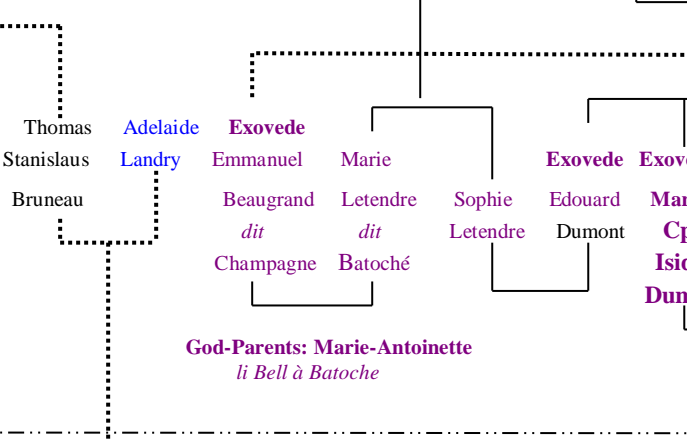 Thomas
Stanislaus
Bruneau
Adelaide
Landry
Exovede
Emmanuel
Beaugrand
dit
Champagne
Marie
Letendre
dit
Batoché
Sophie
Letendre
Exovede
Edouard
Dumont
God-Parents: Marie-Antoinette
li Bell à Batoche